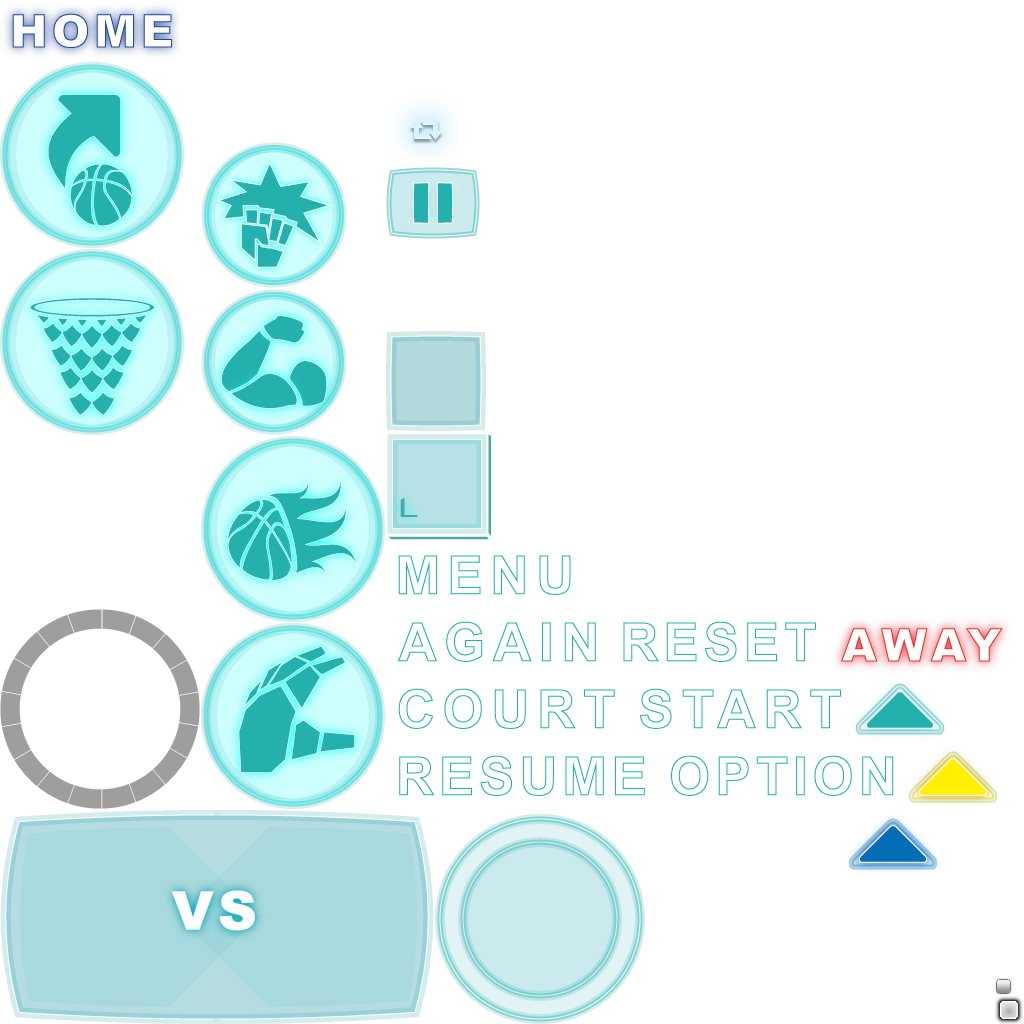 HOME
L
MENU
AGAIN RESET
AWAY
COURT START
RESUME OPTION
VS